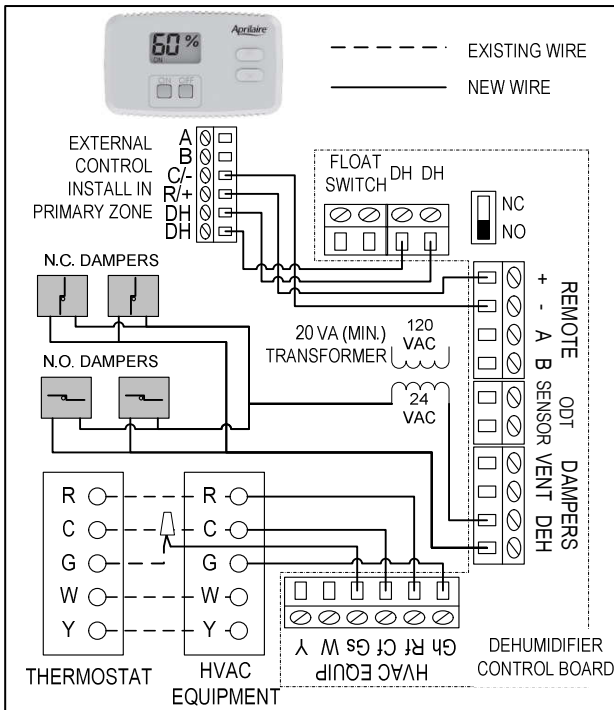 Aprilaire
60%
ON
ON OFF
EXISTING WIRE
NEW WIRE
EXTERNAL
CONTROL
INSTALL IN
PRIMARY ZONE
A
B
C/-
R/+
DH
DH
FLOAT
SWITCH
DH DH
NC
NO
N.C. DAMPERS
N.O. DAMPERS
20 VA (MIN.)
TRANSFORMER
120
VAC
24
VAC
+
-
A
B
REMOTE
ODT
SENSOR
DAMPERS
VENT DEH
R
C
G
W
Y
THERMOSTAT
R
C
G
W
Y
HVAC
EQUIPMENT
Y W Gs Cf Rf Gh
HVAC EQUIP
DEHUMIDIFIER
CONTROL BOARD